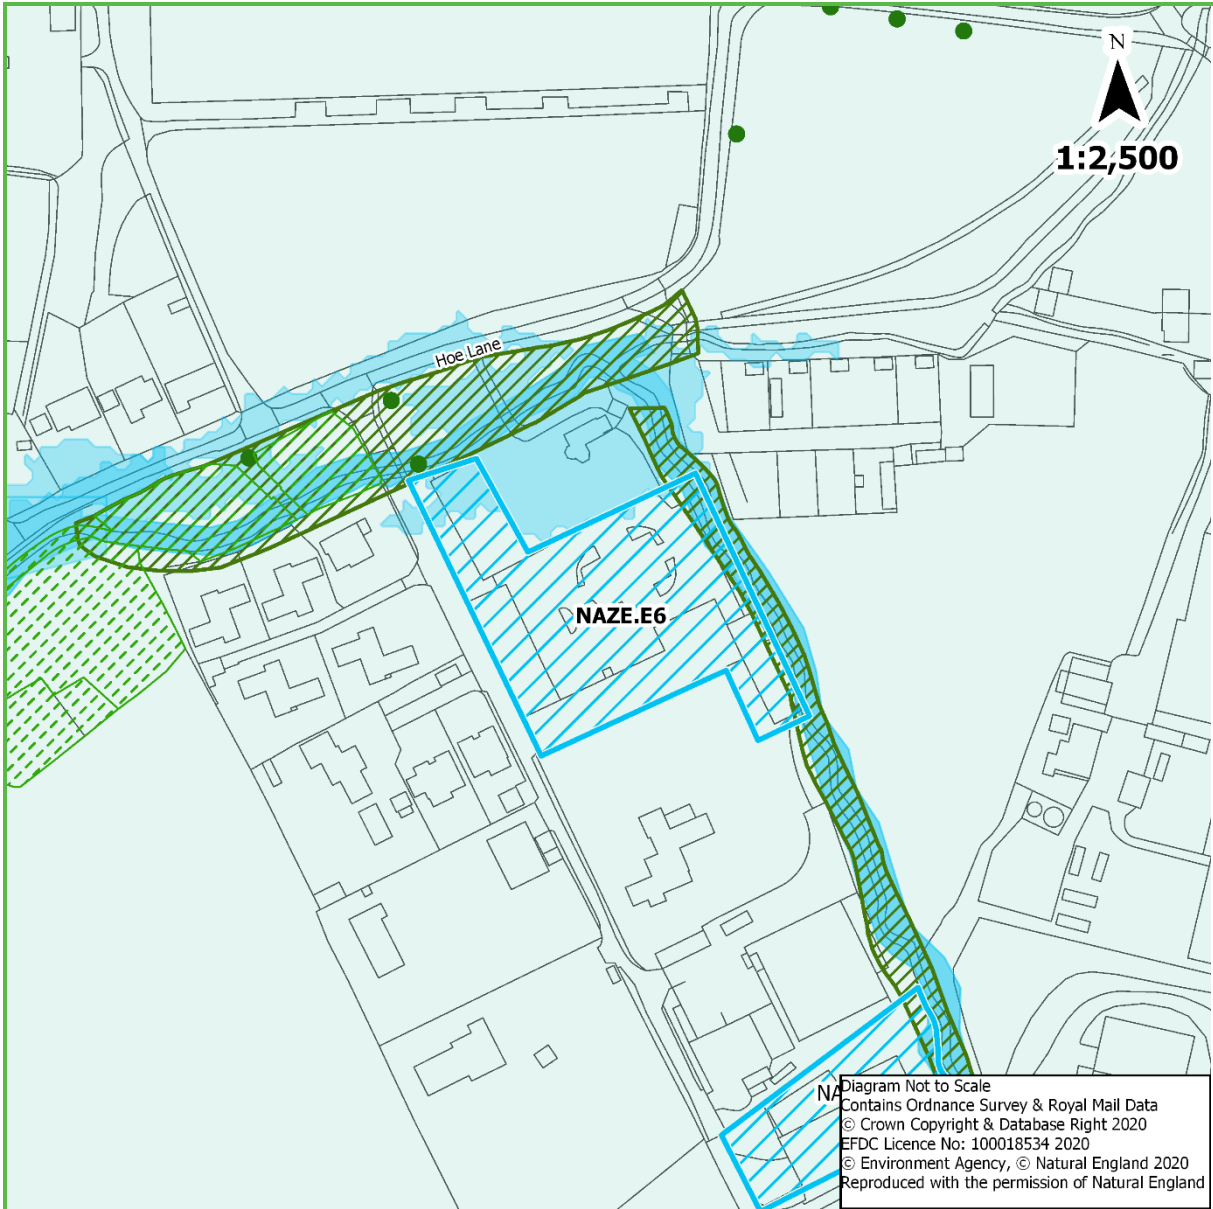 N
1:2,500
Hoe Lane
NAZE.E6
NA
Diagram Not to Scale
Contains Ordnance Survey & Royal Mail Data
© Crown Copyright & Database Right 2020
EFDC Licence No: 100018534 2020
© Environment Agency, © Natural England 2020
Reproduced with the permission of Natural England